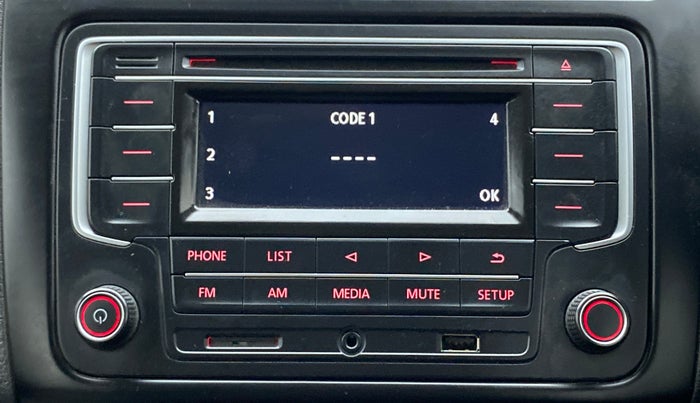 1 CODE 1 4
2 ----
3 OK
PHONE LIST
FM AM MEDIA MUTE SETUP